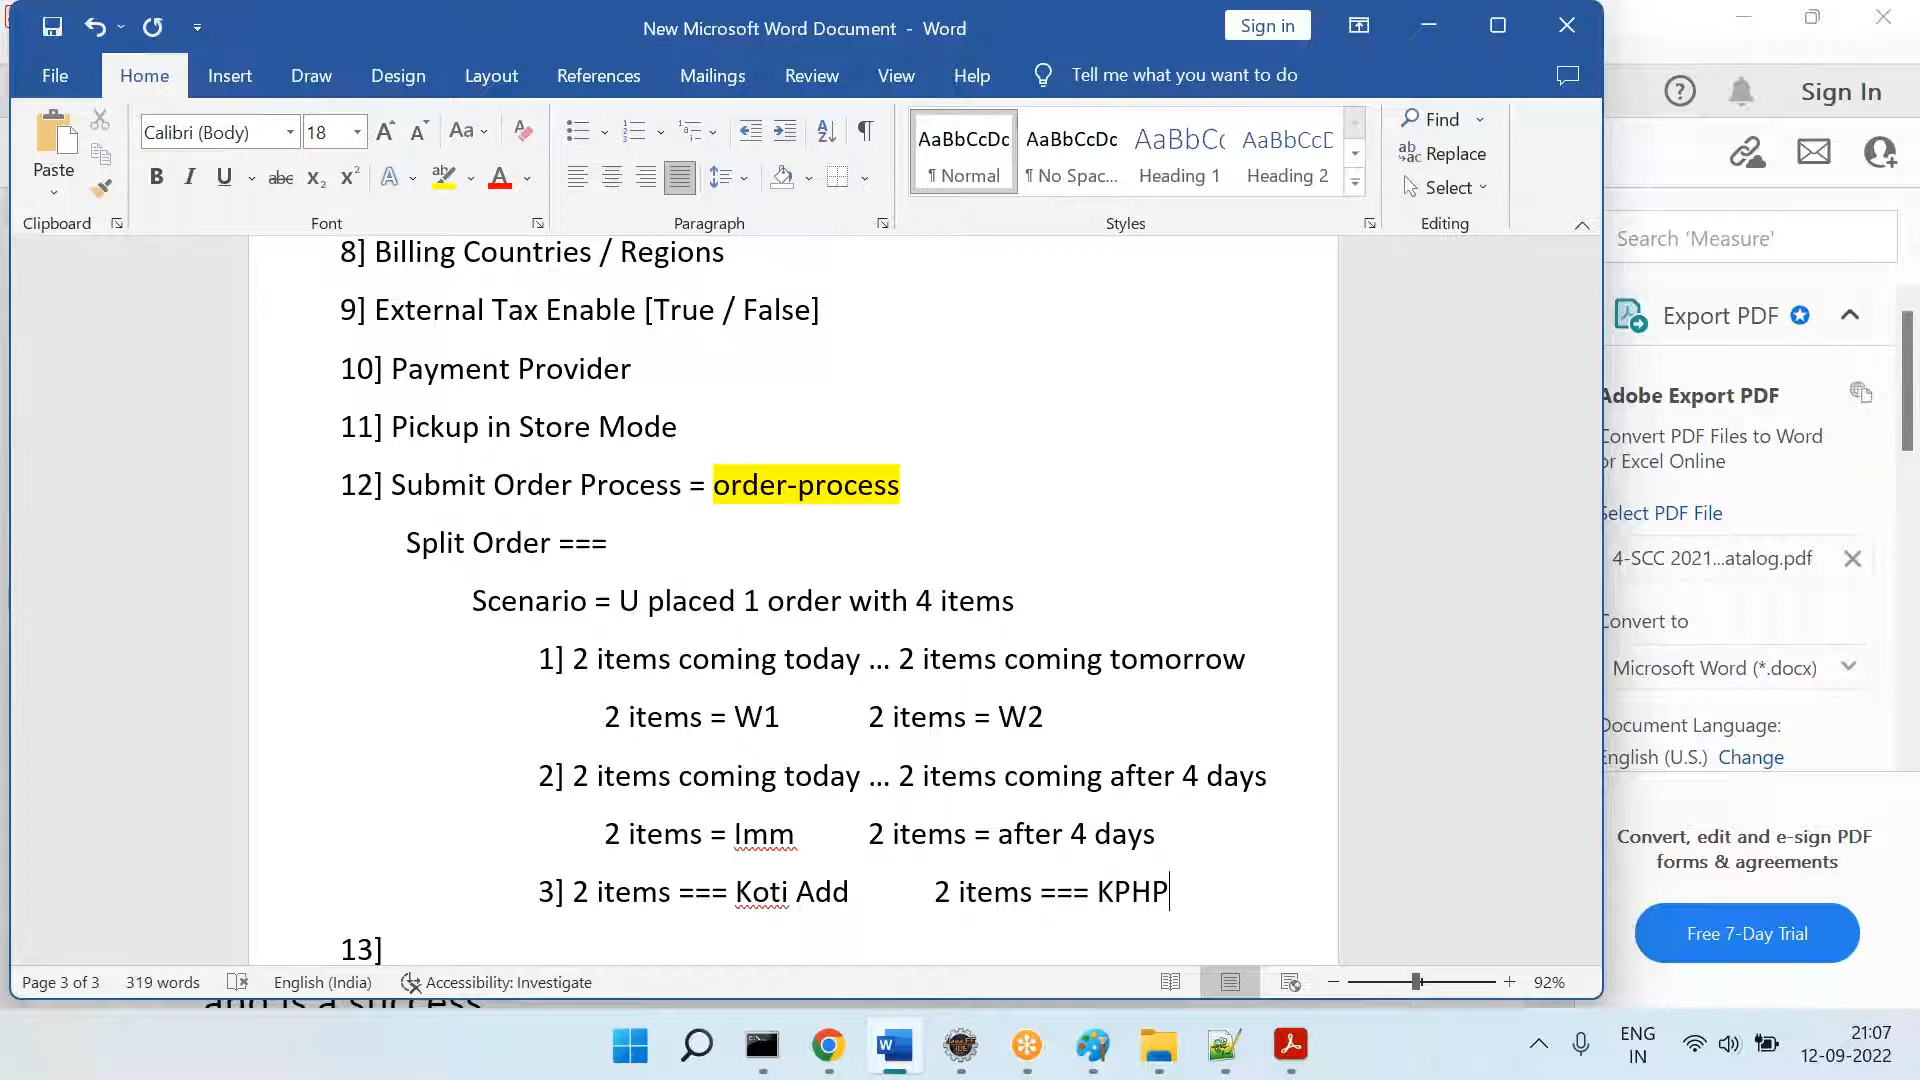 New Microsoft Word Document - Word
Sign in
File Home Insert Draw Design Layout References Mailings Review View Help Tell me what you want to do
Sign In
Paste
Calibri (Body) 18
AaBbCcDc AaBbCcDc AaBbCc AaBbCcD
¶ Normal ¶ No Spac... Heading 1 Heading 2
Find
Replace
Select
Clipboard Font Paragraph Styles Editing
Search 'Measure'
8] Billing Countries / Regions
9] External Tax Enable [True / False]
10] Payment Provider
11] Pickup in Store Mode
12] Submit Order Process = order-process
Split Order ===
Scenario = U placed 1 order with 4 items
1] 2 items coming today ... 2 items coming tomorrow
2 items = W1 2 items = W2
2] 2 items coming today ... 2 items coming after 4 days
2 items = Imm 2 items = after 4 days
3] 2 items === Koti Add 2 items === KPHP
13]
Export PDF
Adobe Export PDF
Convert PDF Files to Word
or Excel Online
Select PDF File
4-SCC 2021...atalog.pdf
Convert to
Microsoft Word (*.docx)
Document Language:
English (U.S.) Change
Convert, edit and e-sign PDF
forms & agreements
Free 7-Day Trial
Page 3 of 3 319 words English (India) Accessibility: Investigate 92%
and is a success
ENG
IN
21:07
12-09-2022